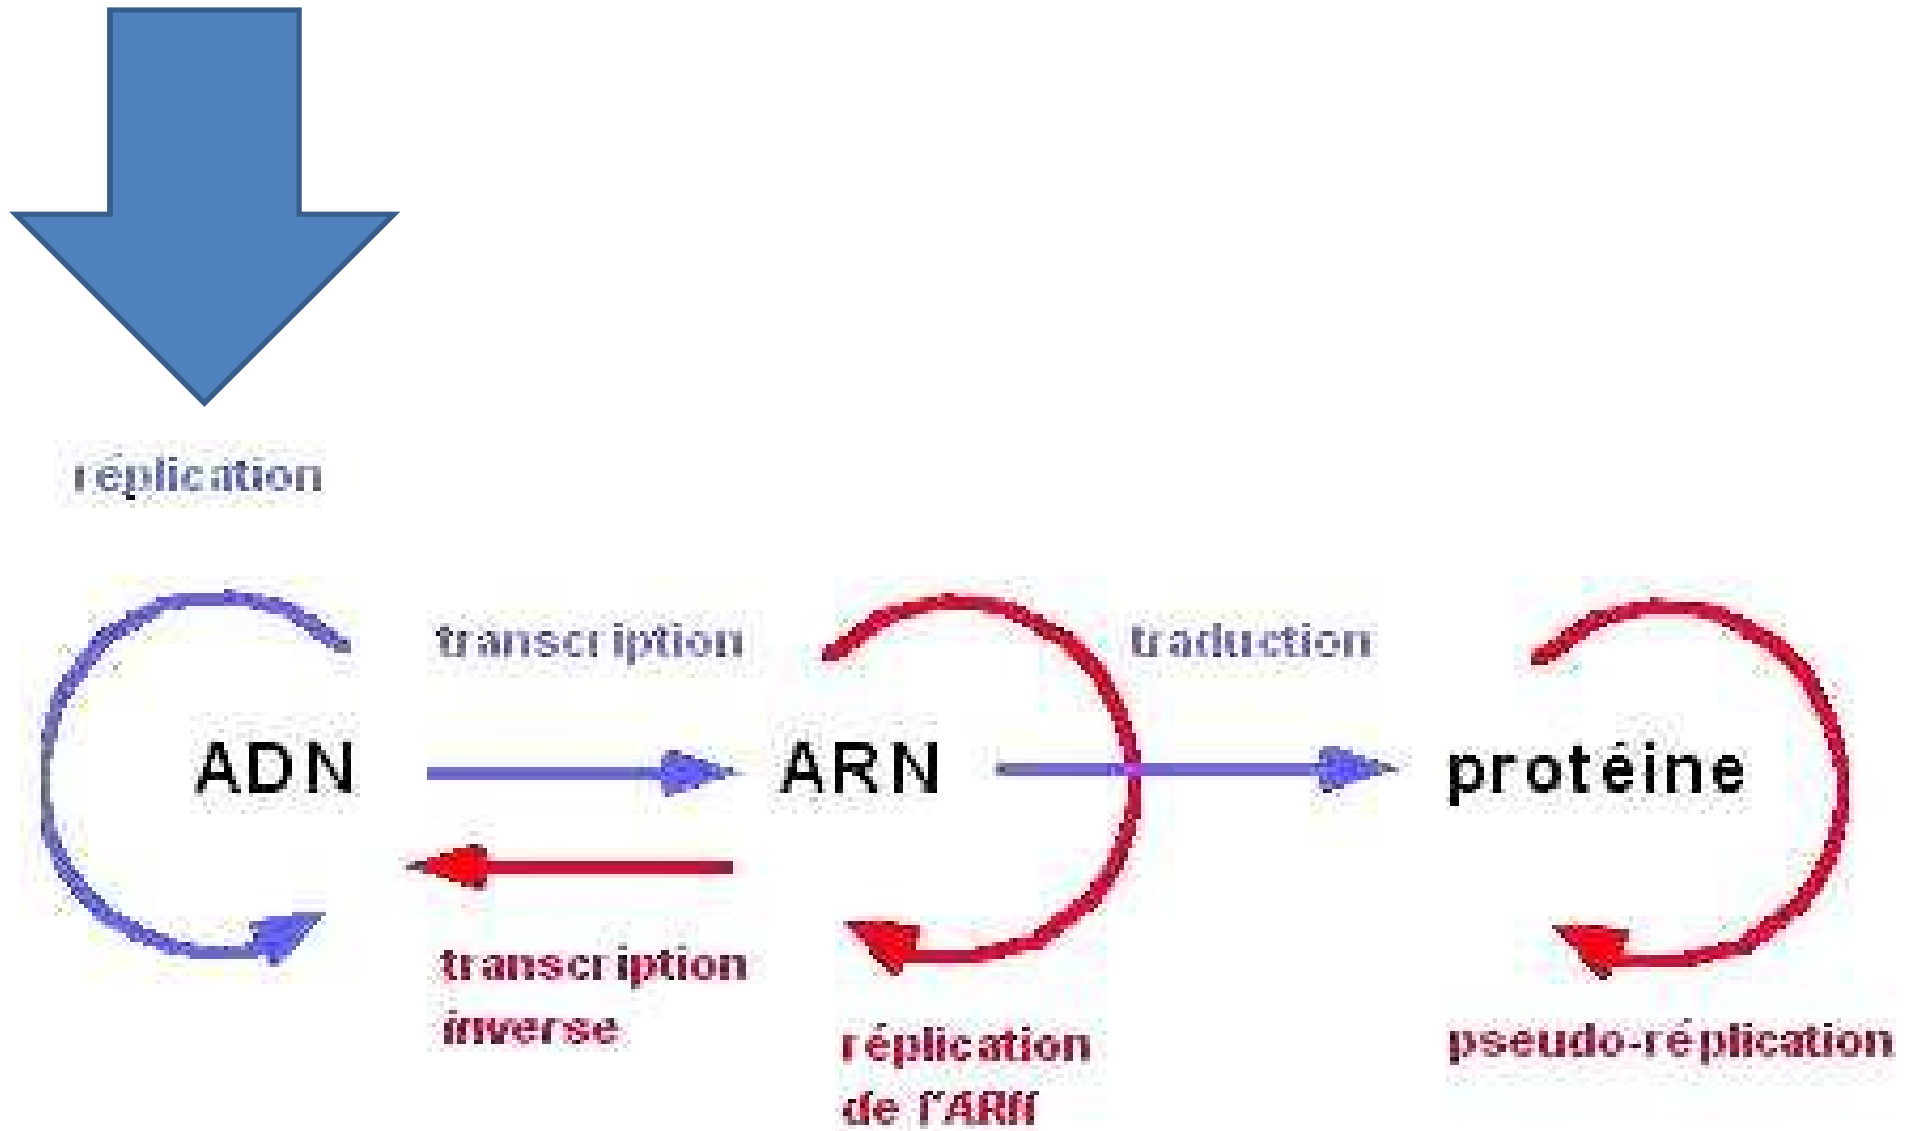 réplication
transcription
traduction
ADN
ARN
protéine
transcription
inverse
réplication
de l'ARN
pseudo-réplication